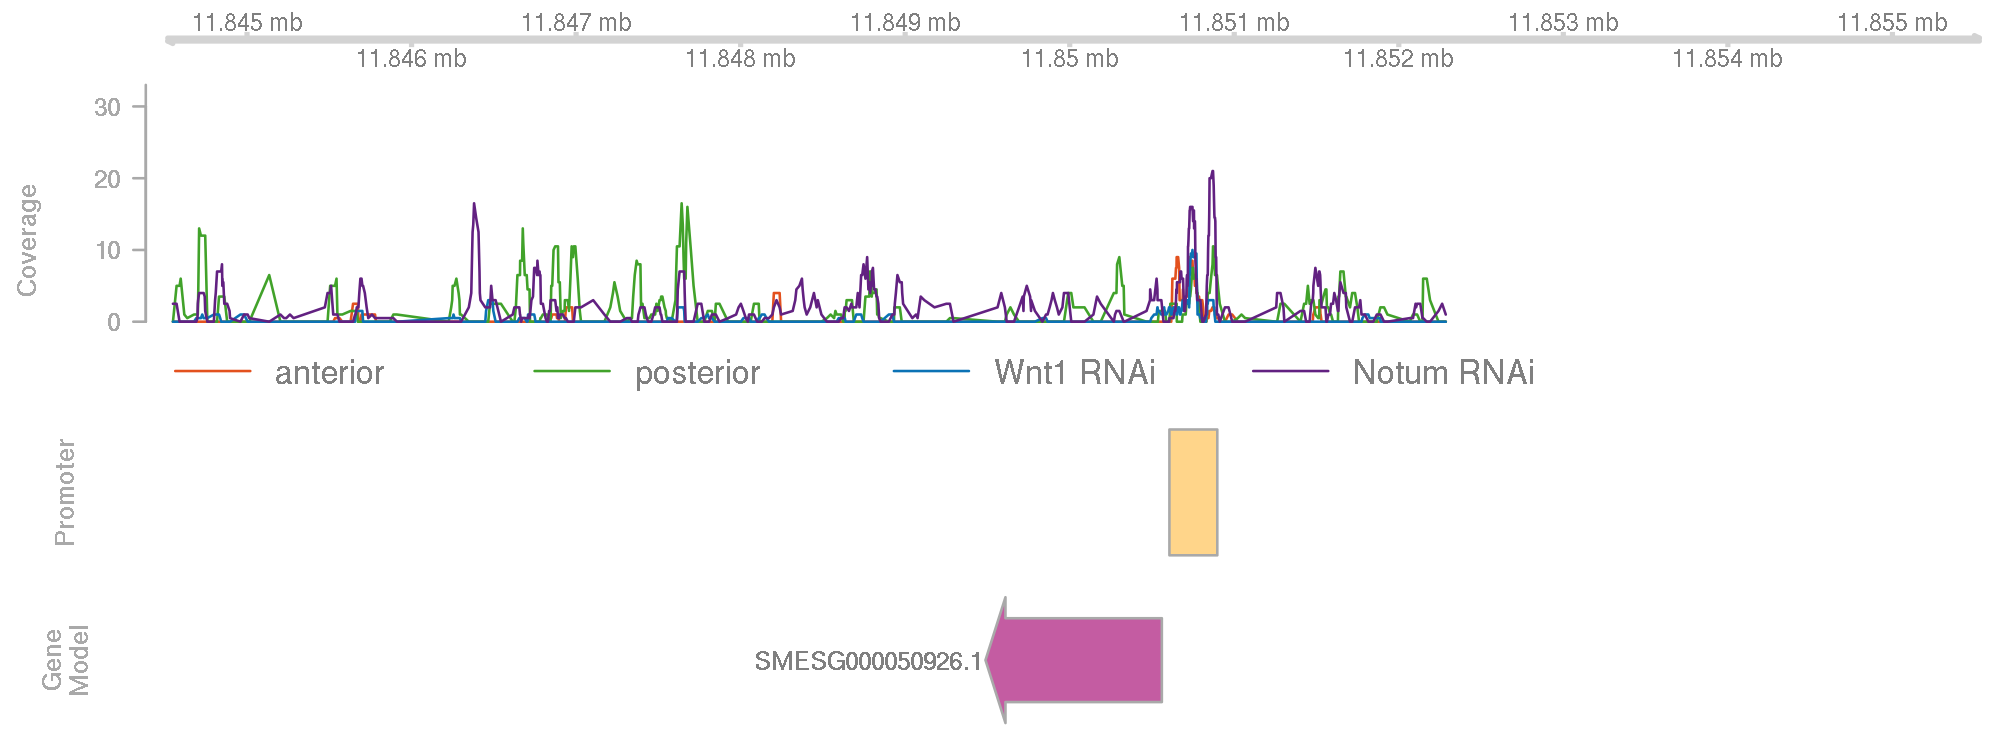 11.845 mb 11.847 mb 11.849 mb 11.851 mb 11.853 mb 11.855 mb
11.846 mb 11.848 mb 11.85 mb 11.852 mb 11.854 mb
Coverage
30
20
10
0
anterior posterior Wnt1 RNAi Notum RNAi
Promoter
Gene
Model
SMESG000050926.1